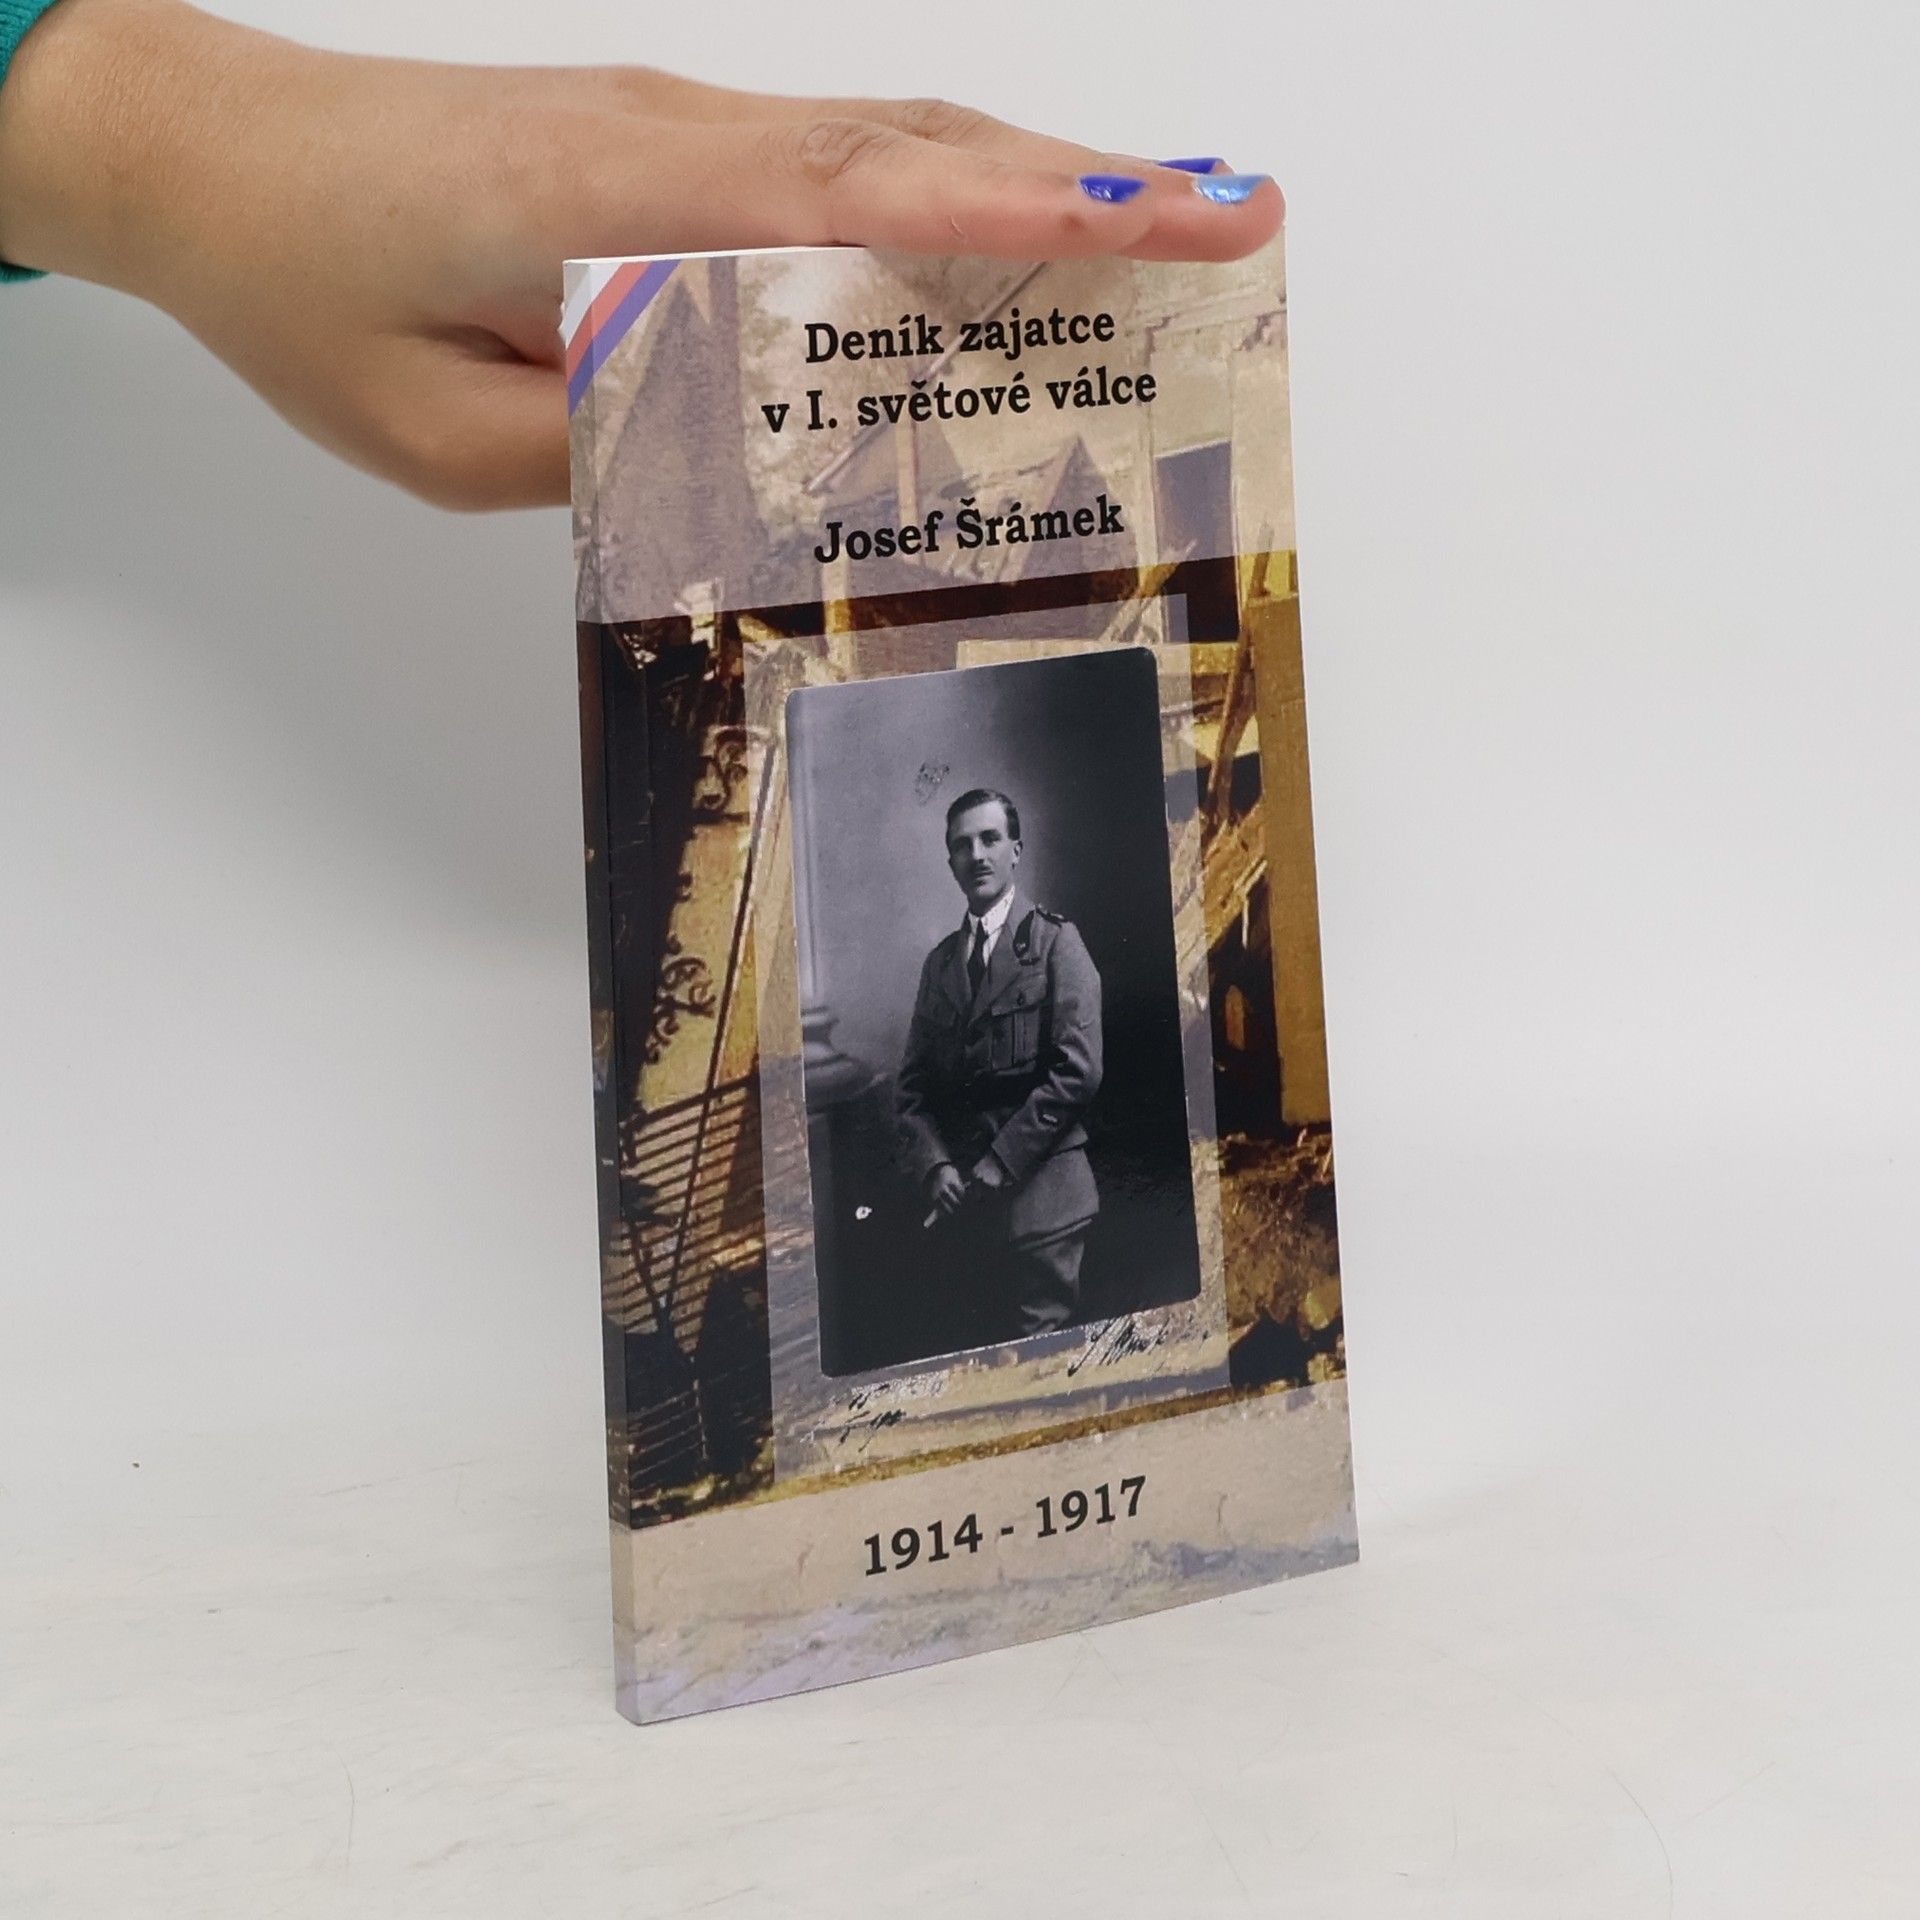 Deník zajatce
v I. světové válce
Josef Šrámek
1914 - 1917